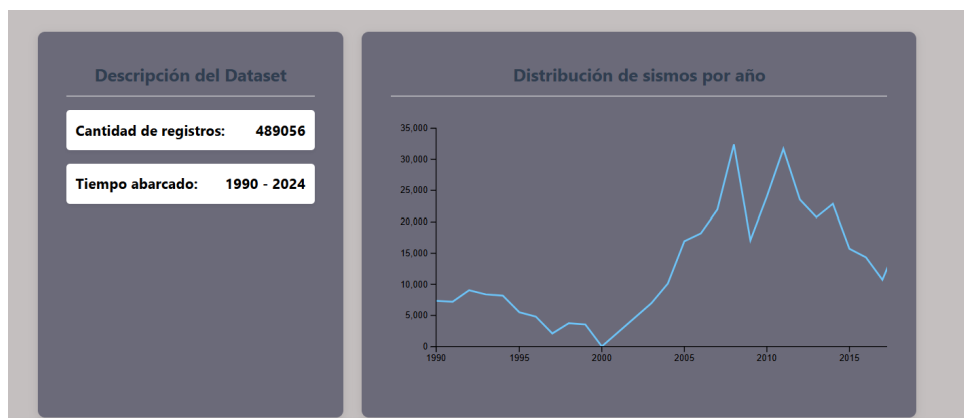 Descripción del Dataset
Cantidad de registros: 489056
Tiempo abarcado: 1990 - 2024
Distribución de sismos por año
35,000
30,000
25,000
20,000
15,000
10,000
5,000
0
1990 1995 2000 2005 2010 2015